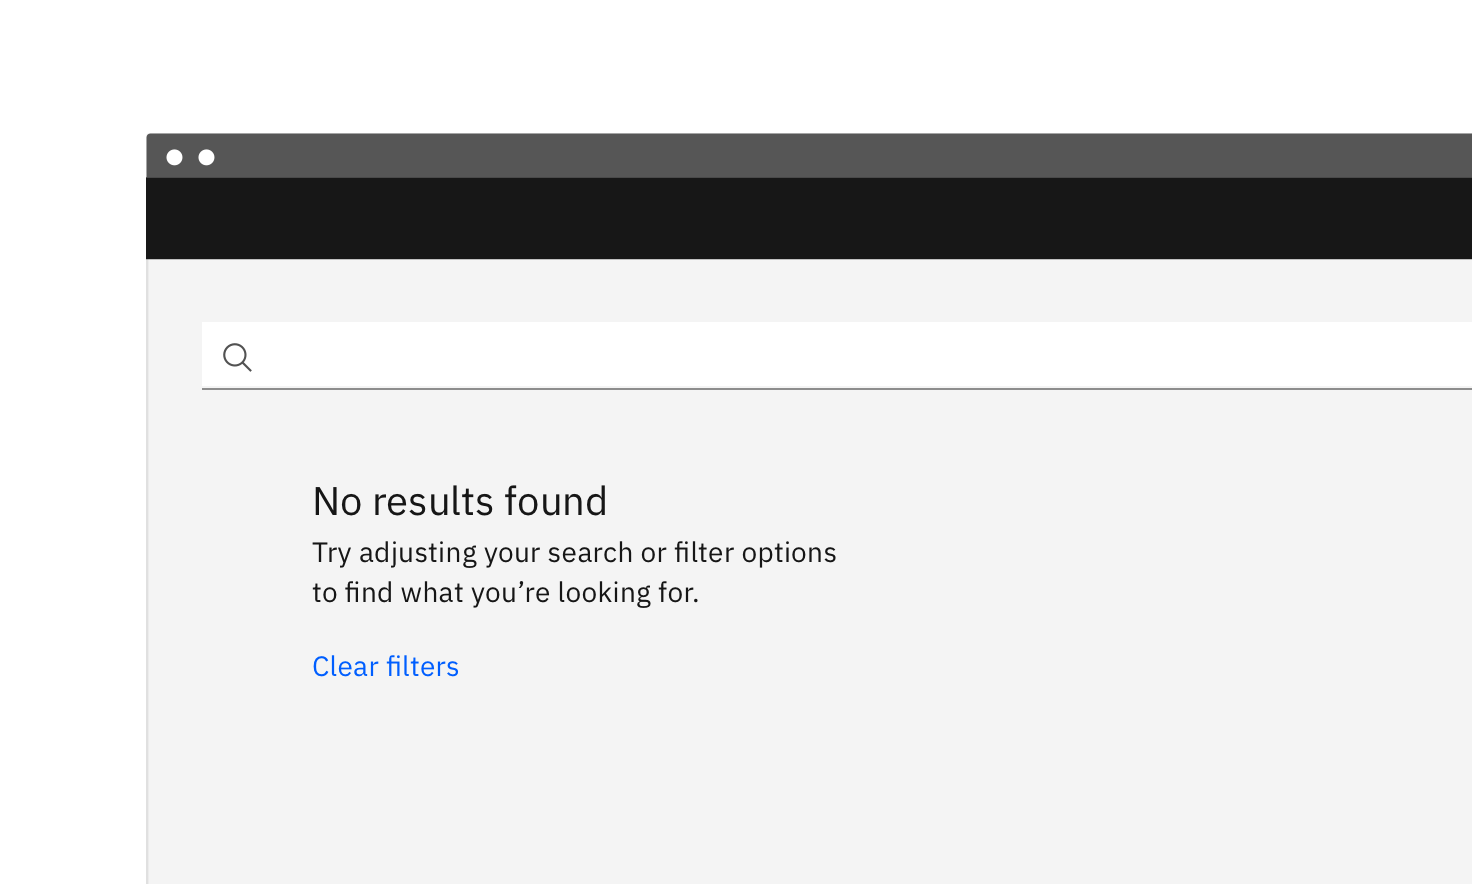 No results found
Try adjusting your search or filter options
to find what you’re looking for.
Clear filters